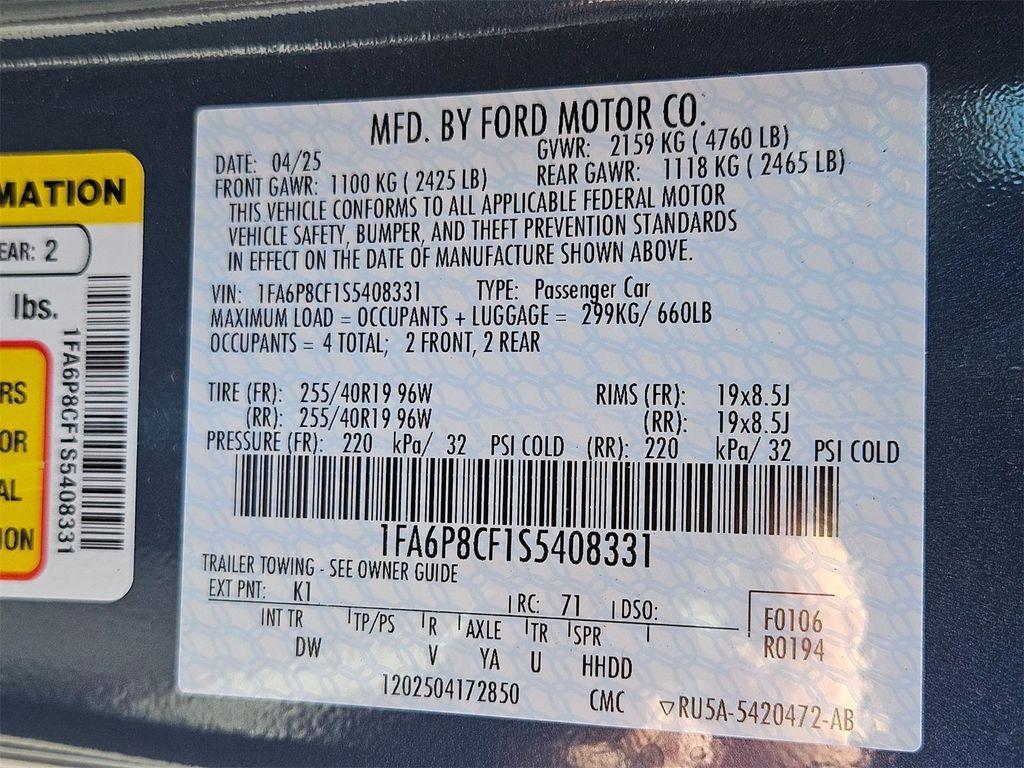 MATION
EAR: 2
lbs.
RS
OR
AL
ION
1FA6P8CF1S5408331
MFD. BY FORD MOTOR CO.
DATE: 04/25 GVWR: 2159 KG ( 4760 LB)
FRONT GAWR: 1100 KG ( 2425 LB) REAR GAWR: 1118 KG ( 2465 LB)
THIS VEHICLE CONFORMS TO ALL APPLICABLE FEDERAL MOTOR
VEHICLE SAFETY, BUMPER, AND THEFT PREVENTION STANDARDS
IN EFFECT ON THE DATE OF MANUFACTURE SHOWN ABOVE.
VIN: 1FA6P8CF1S5408331 TYPE: Passenger Car
MAXIMUM LOAD = OCCUPANTS + LUGGAGE = 299KG/ 660LB
OCCUPANTS = 4 TOTAL; 2 FRONT, 2 REAR
TIRE (FR): 255/40R19 96W RIMS (FR): 19x8.5J
(RR): 255/40R19 96W (RR): 19x8.5J
PRESSURE (FR): 220 kPa/ 32 PSI COLD (RR): 220 kPa/ 32 PSI COLD
1FA6P8CF1S5408331
TRAILER TOWING - SEE OWNER GUIDE
EXT PNT: K1 RC: 71 DSO:
INT TR TP/PS R AXLE TR SPR
DW V YA U HHDD
F0106
R0194
1202504172850 CMC ▽RU5A-5420472-AB